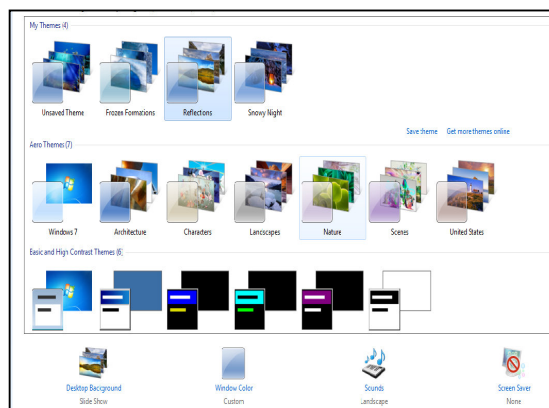 My Themes (4)
Unsaved Theme Frozen Formations Reflections Snowy Night
Save theme Get more themes online
Aero Themes (7)
Windows 7 Architecture Characters Lancscapes Nature Scenes United States
Basic and High Contrast Themes (6)
Desktop Bacground Window Color Sounds Screen Saver
Slide Show Custom Landscape None